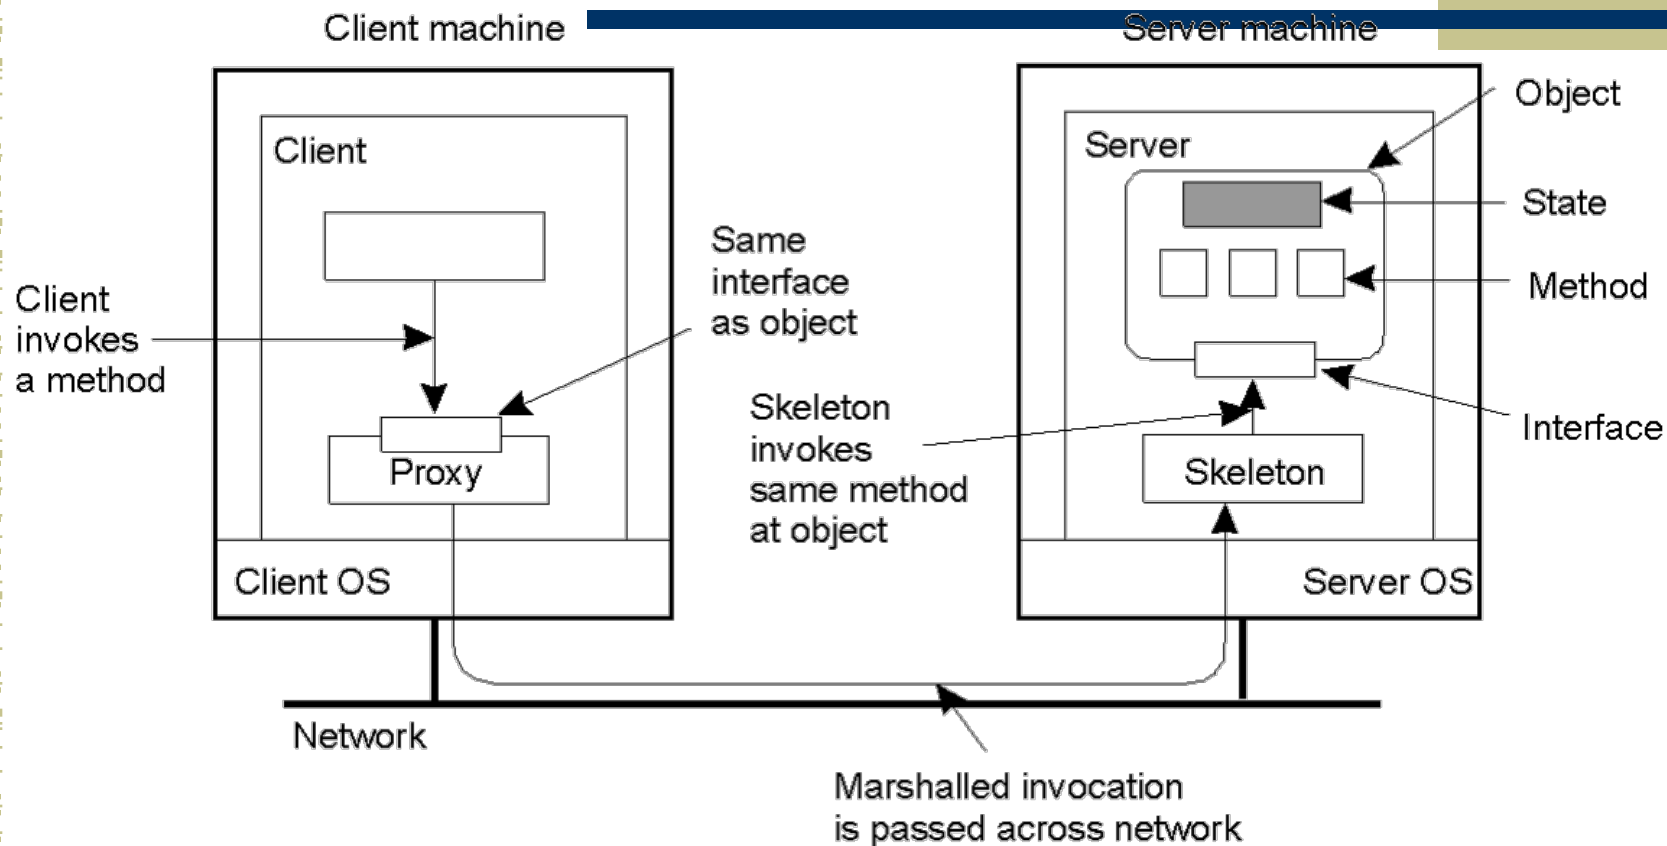 Client machine
Server machine
Object
Client
Server
State
Same
interface
as object
Method
Client
invokes
a method
Skeleton
invokes
same method
at object
Interface
Proxy
Skeleton
Client OS
Server OS
Network
Marshalled invocation
is passed across network